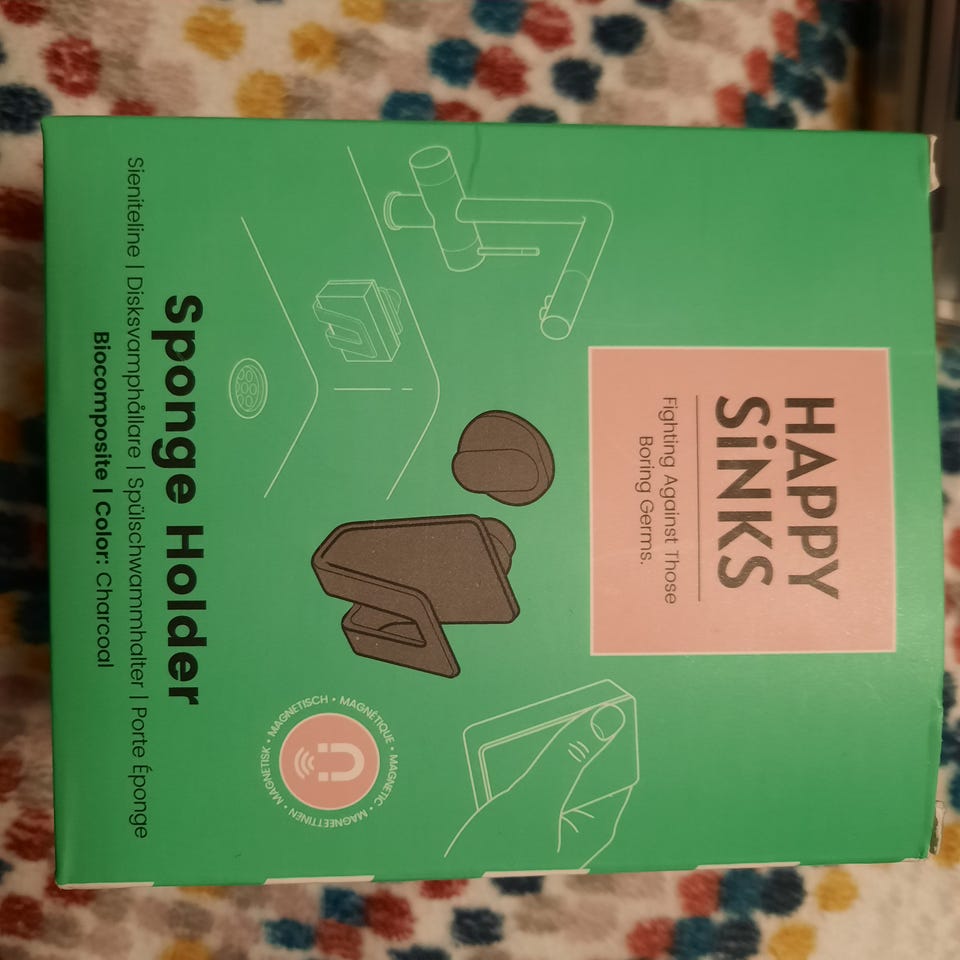 HAPPY
SiNKS
Fighting Against Those
Boring Germs.
MAGNETISCH • MAGNÉTIQUE • MAGNETIC • MAGNEETTINEN • MAGNETISK •
Sponge Holder
Sieniteline | Disksvamphållare | Spülschwammhalter | Porte Éponge
Biocomposite | Color: Charcoal